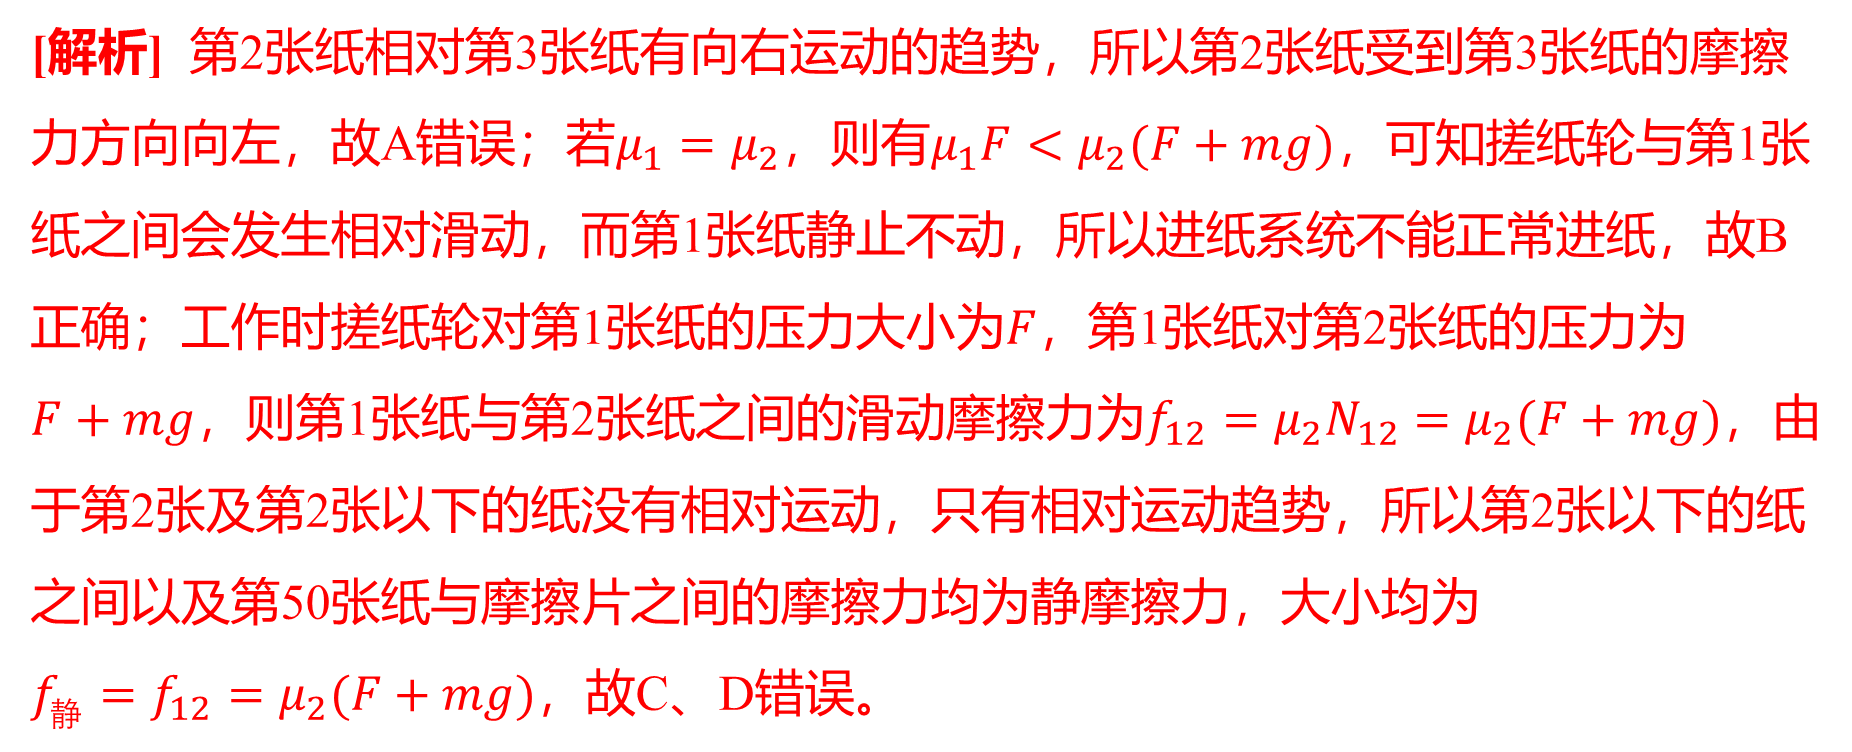 [解析] 第2张纸相对第3张纸有向右运动的趋势，所以第2张纸受到第3张纸的摩擦
力方向向左，故A错误；若μ₁ = μ₂，则有μ₁F < μ₂(F + mg)，可知搓纸轮与第1张
纸之间会发生相对滑动，而第1张纸静止不动，所以进纸系统不能正常进纸，故B
正确；工作时搓纸轮对第1张纸的压力大小为F，第1张纸对第2张纸的压力为
F + mg，则第1张纸与第2张纸之间的滑动摩擦力为f₁₂ = μ₂N₁₂ = μ₂(F + mg)，由
于第2张及第2张以下的纸没有相对运动，只有相对运动趋势，所以第2张以下的纸
之间以及第50张纸与摩擦片之间的摩擦力均为静摩擦力，大小均为
f静 = f₁₂ = μ₂(F + mg)，故C、D错误。